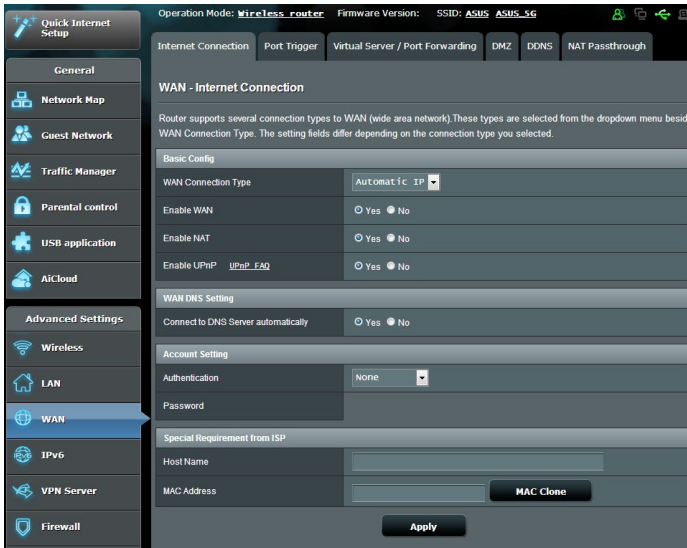 Quick Internet
Setup
Operation Mode: Wireless router Firmware Version: SSID: ASUS ASUS_5G
Internet Connection Port Trigger Virtual Server / Port Forwarding DMZ DDNS NAT Passthrough
General
Network Map
Guest Network
Traffic Manager
Parental control
USB application
AiCloud
Advanced Settings
Wireless
LAN
WAN
IPv6
VPN Server
Firewall
WAN - Internet Connection
Router supports several connection types to WAN (wide area network).These types are selected from the dropdown menu besid
WAN Connection Type. The setting fields differ depending on the connection type you selected.
Basic Config
WAN Connection Type Automatic IP
Enable WAN Yes No
Enable NAT Yes No
Enable UPnP UPnP FAQ Yes No
WAN DNS Setting
Connect to DNS Server automatically Yes No
Account Setting
Authentication None
Password
Special Requirement from ISP
Host Name
MAC Address MAC Clone
Apply